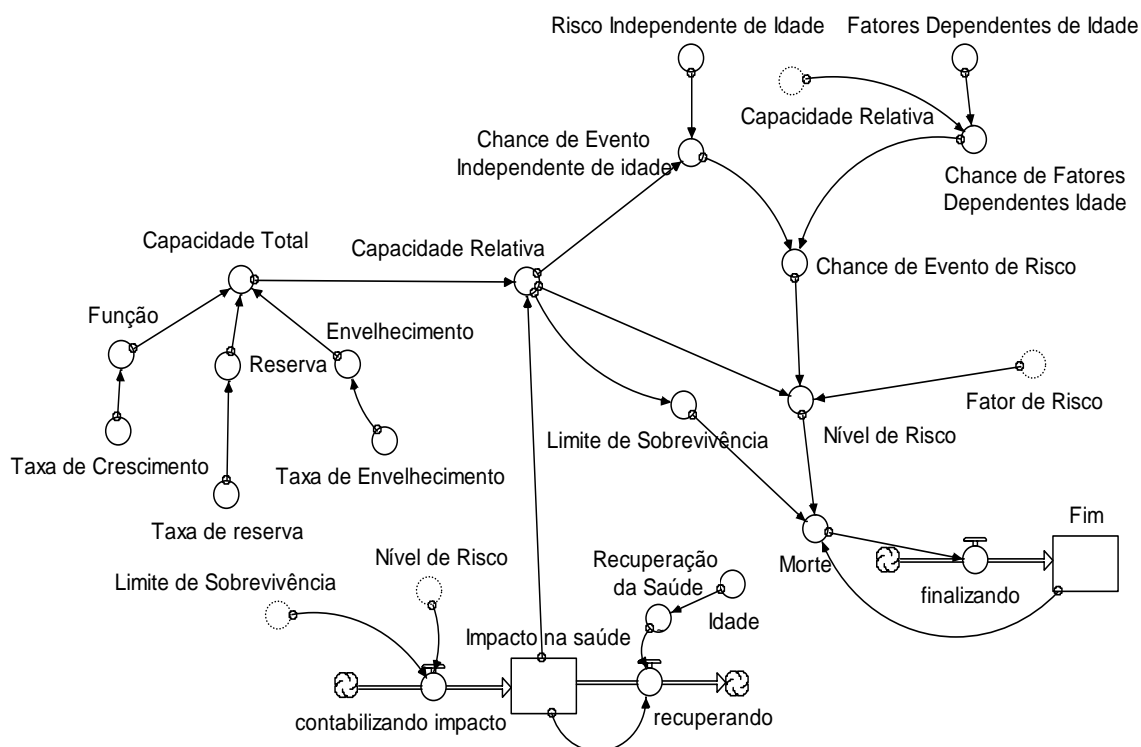 Risco Independente de Idade
Fatores Dependentes de Idade
Capacidade Relativa
Chance de Evento
Independente de idade
Chance de Fatores
Dependentes Idade
Capacidade Total
Capacidade Relativa
Chance de Evento de Risco
Função
Envelhecimento
Reserva
Fator de Risco
Limite de Sobrevivência
Nível de Risco
Taxa de Crescimento
Taxa de Envelhecimento
Taxa de reserva
Fim
Nível de Risco
Recuperação
da Saúde
Morte
Limite de Sobrevivência
finalizando
Idade
Impacto na saúde
contabilizando impacto
recuperando